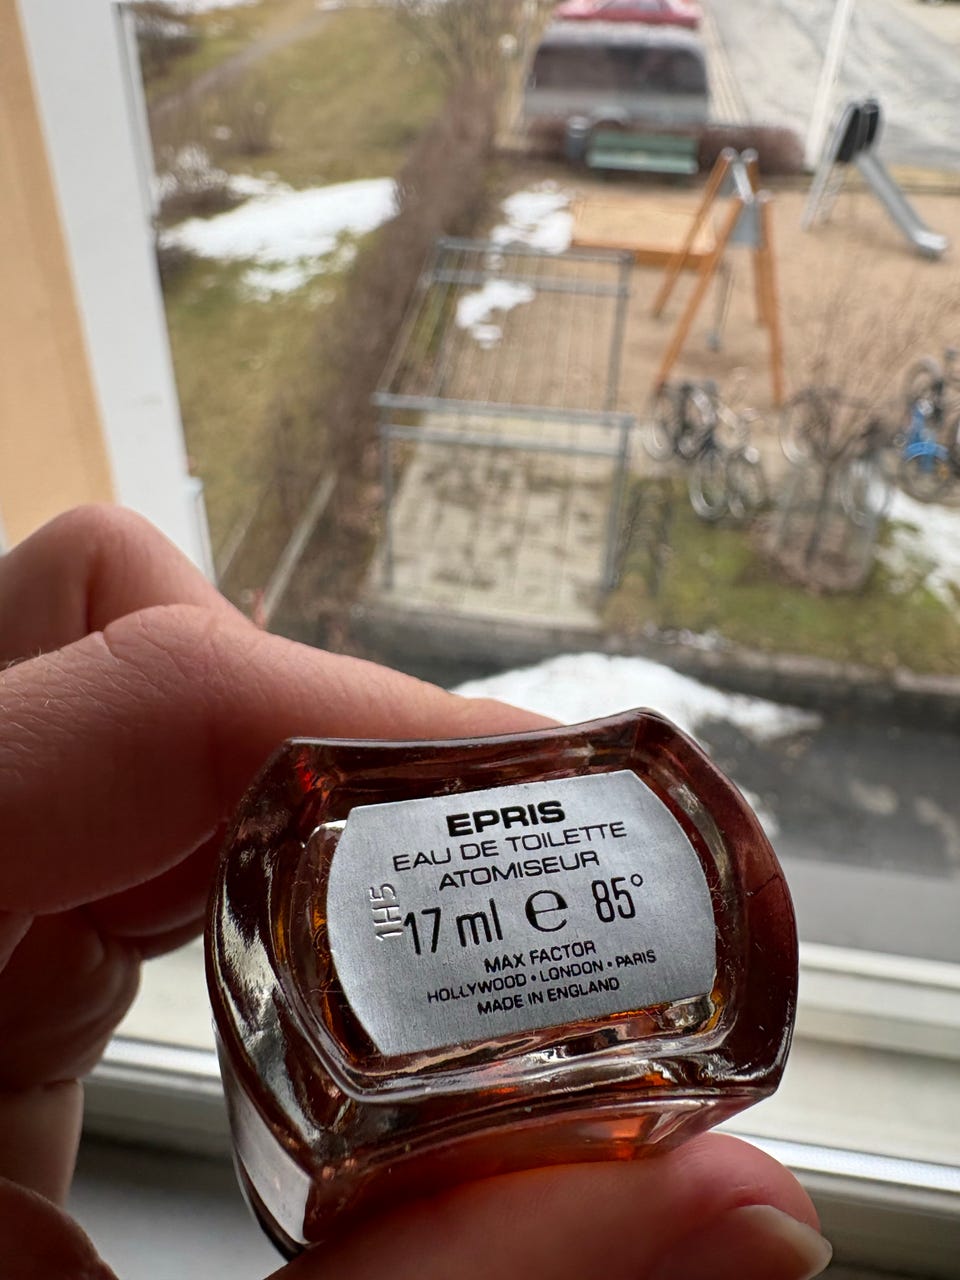 EPRIS
EAU DE TOILETTE
ATOMISEUR
1H5
17 ml ℮ 85°
MAX FACTOR
HOLLYWOOD • LONDON • PARIS
MADE IN ENGLAND